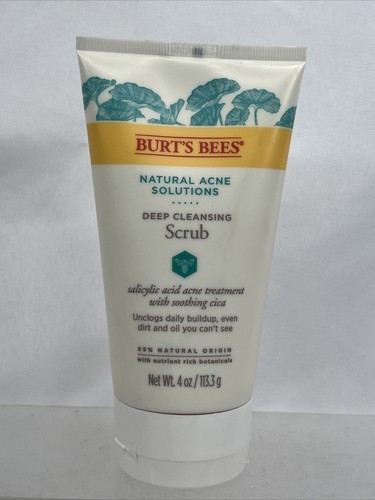 BURT'S BEES®
NATURAL ACNE
SOLUTIONS
DEEP CLEANSING
Scrub
salicylic acid acne treatment
with soothing cica
Unclogs daily buildup, even
dirt and oil you can't see
99% NATURAL ORIGIN
with nutrient rich botanicals
Net Wt. 4 oz / 113.3 g